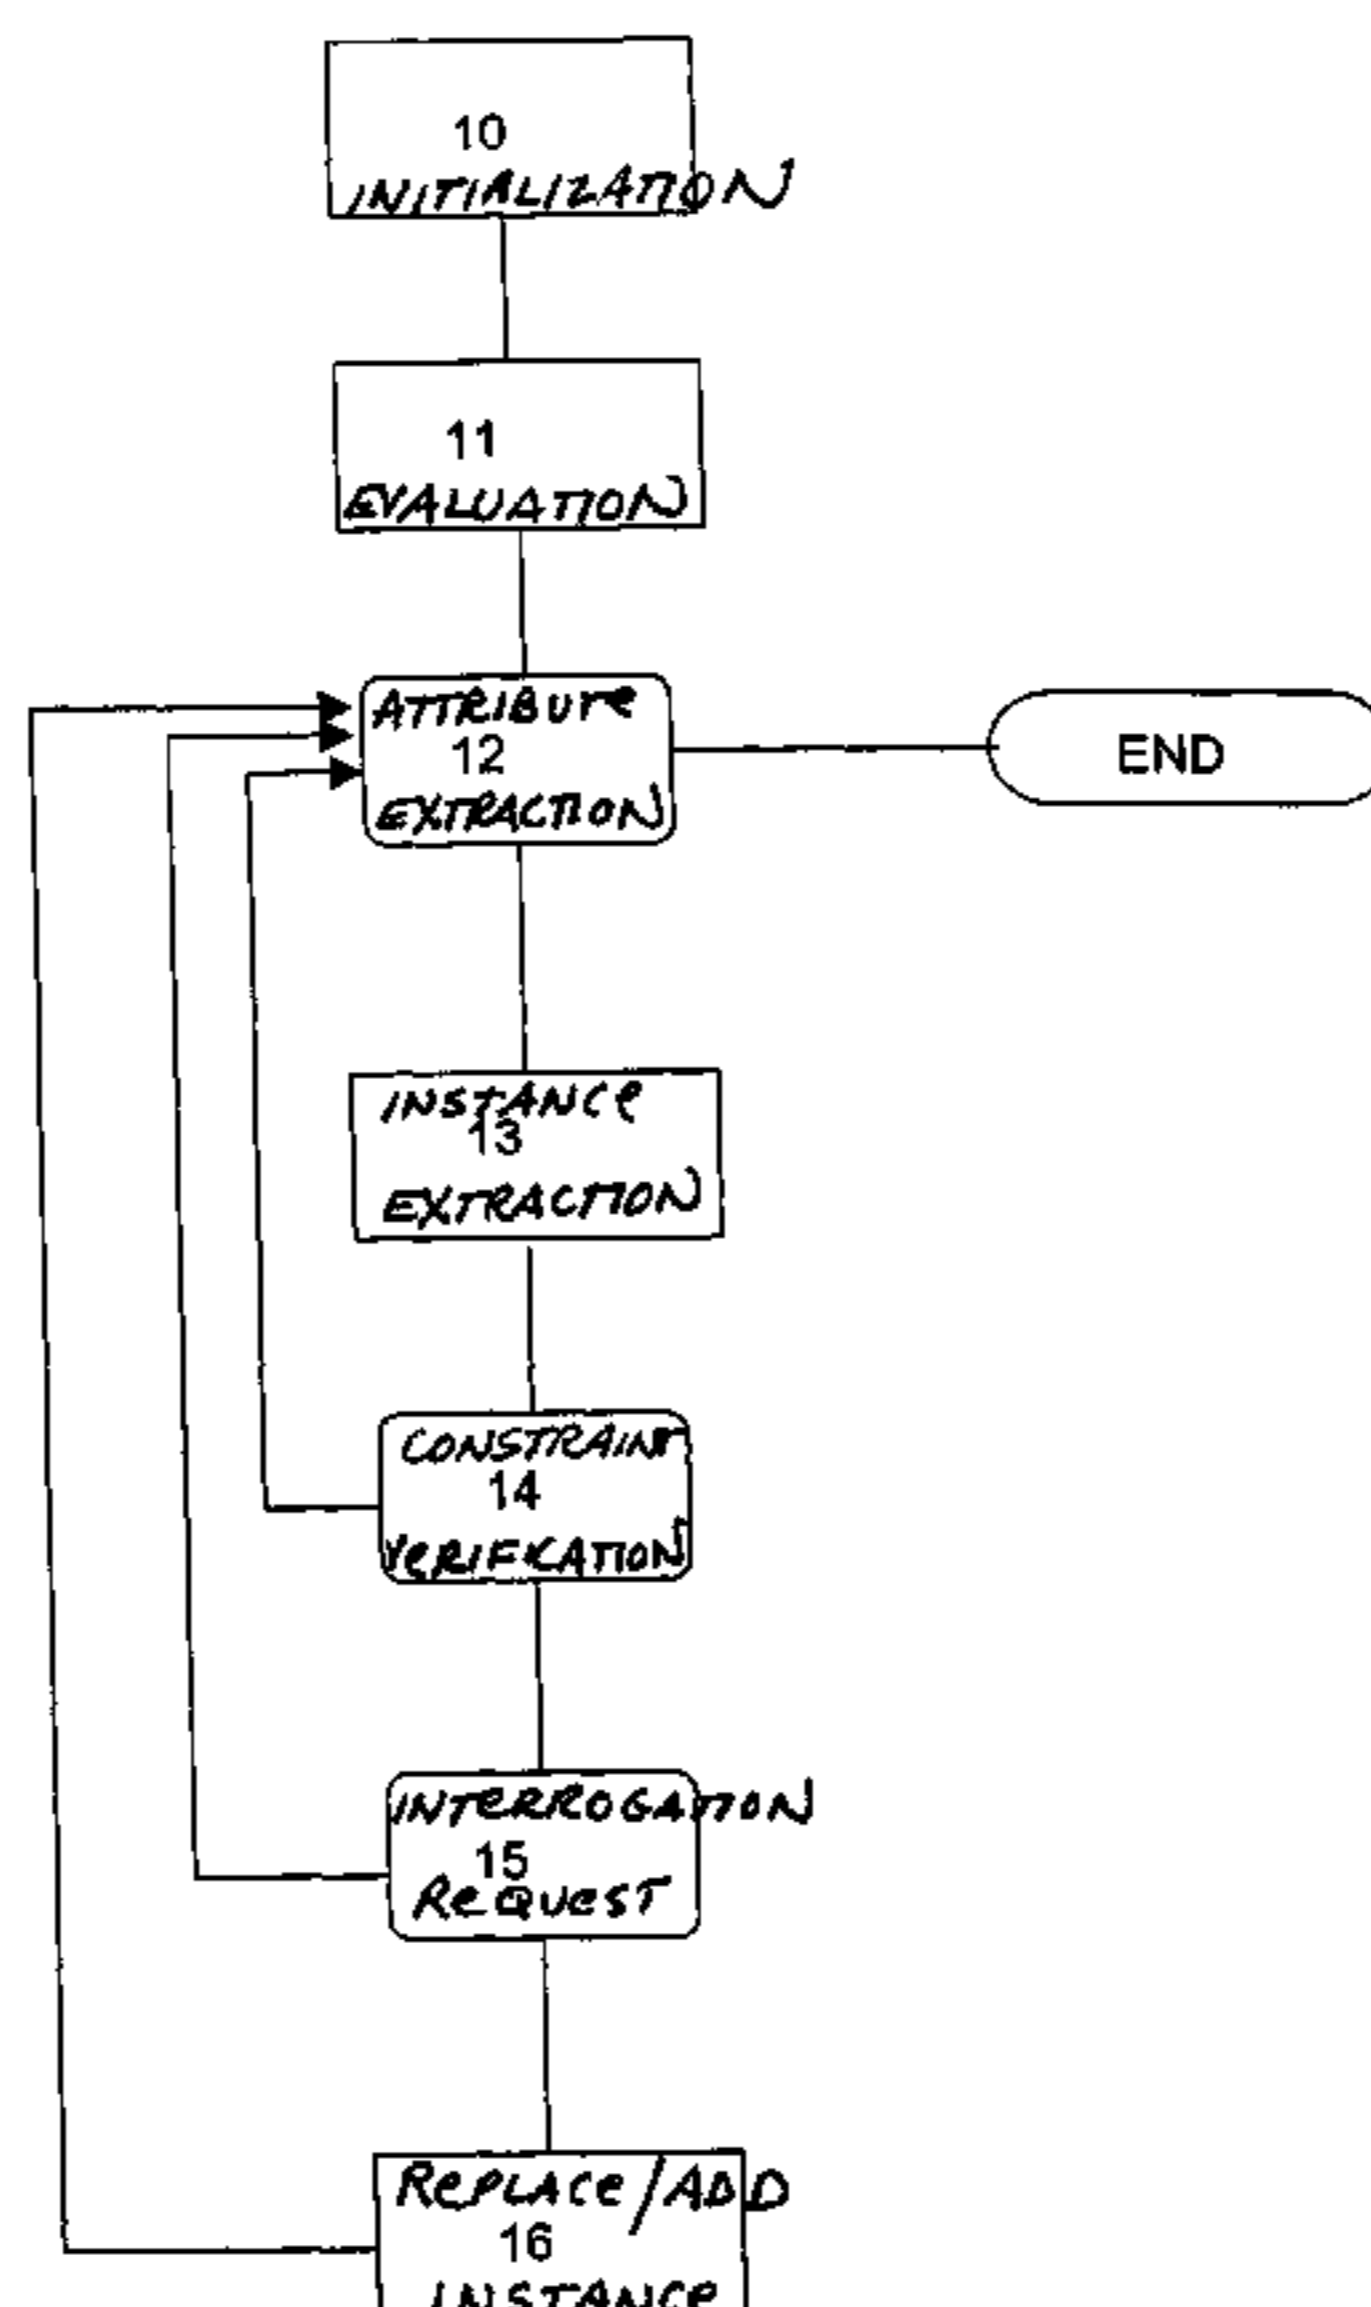 10
INITIALIZATION
11
EVALUATION
ATTRIBUTE
12
EXTRACTION
END
INSTANCE
13
EXTRACTION
CONSTRAINT
14
VERIFICATION
INTERROGATION
15
REQUEST
REPLACE/ADD
16
INSTANCE